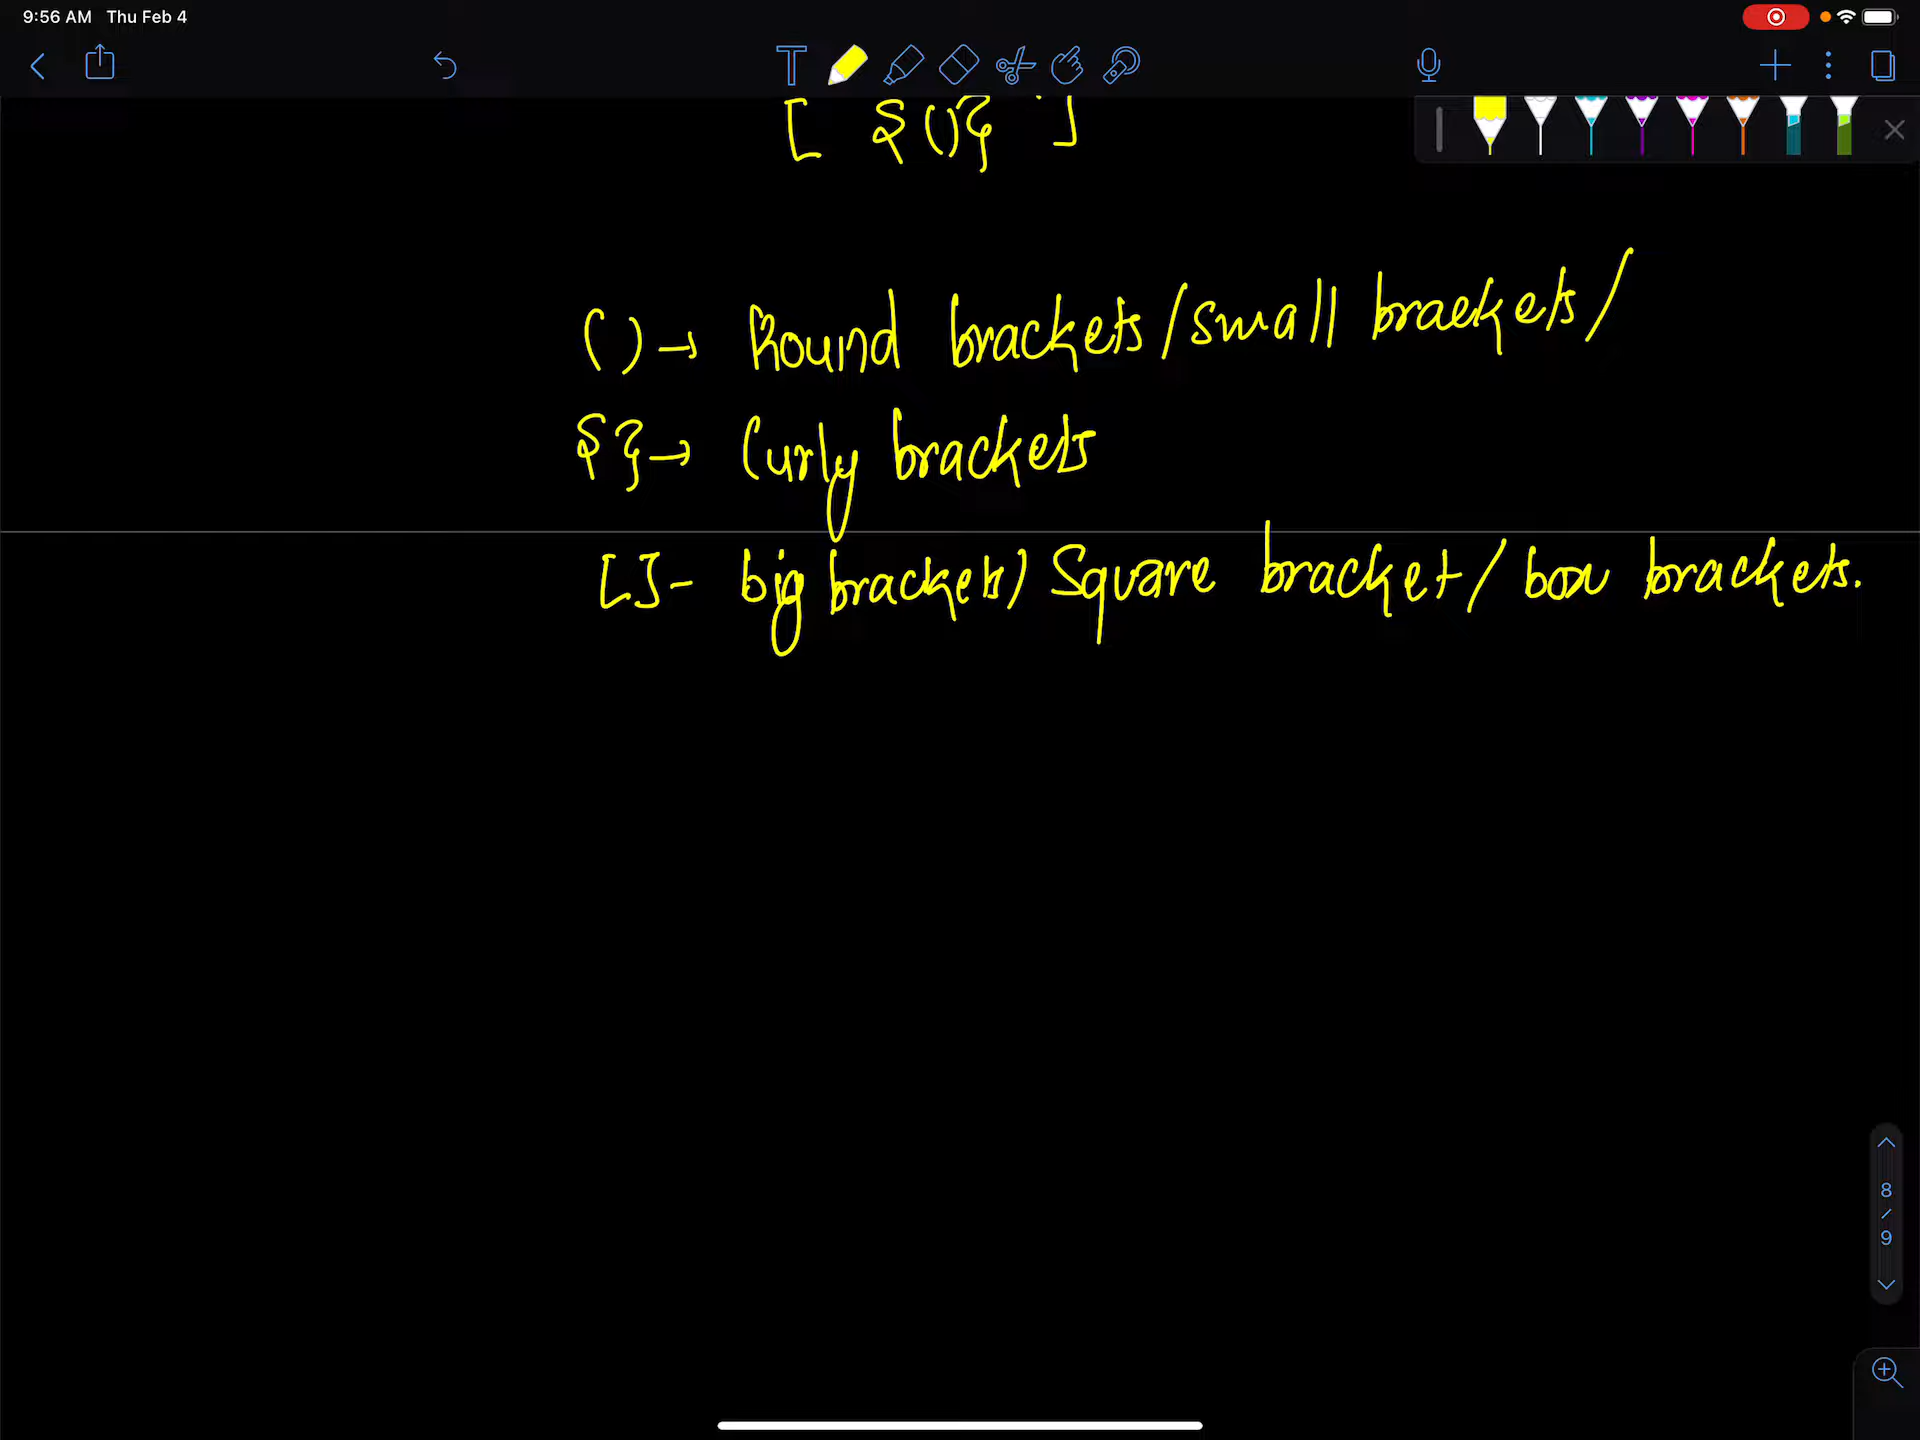 9:56 AM Thu Feb 4
[ {()} ]
() → Round brackets/small brackets/
{} → Curly brackets
[] - big brackets/ Square bracket/ box brackets.
8
/
9